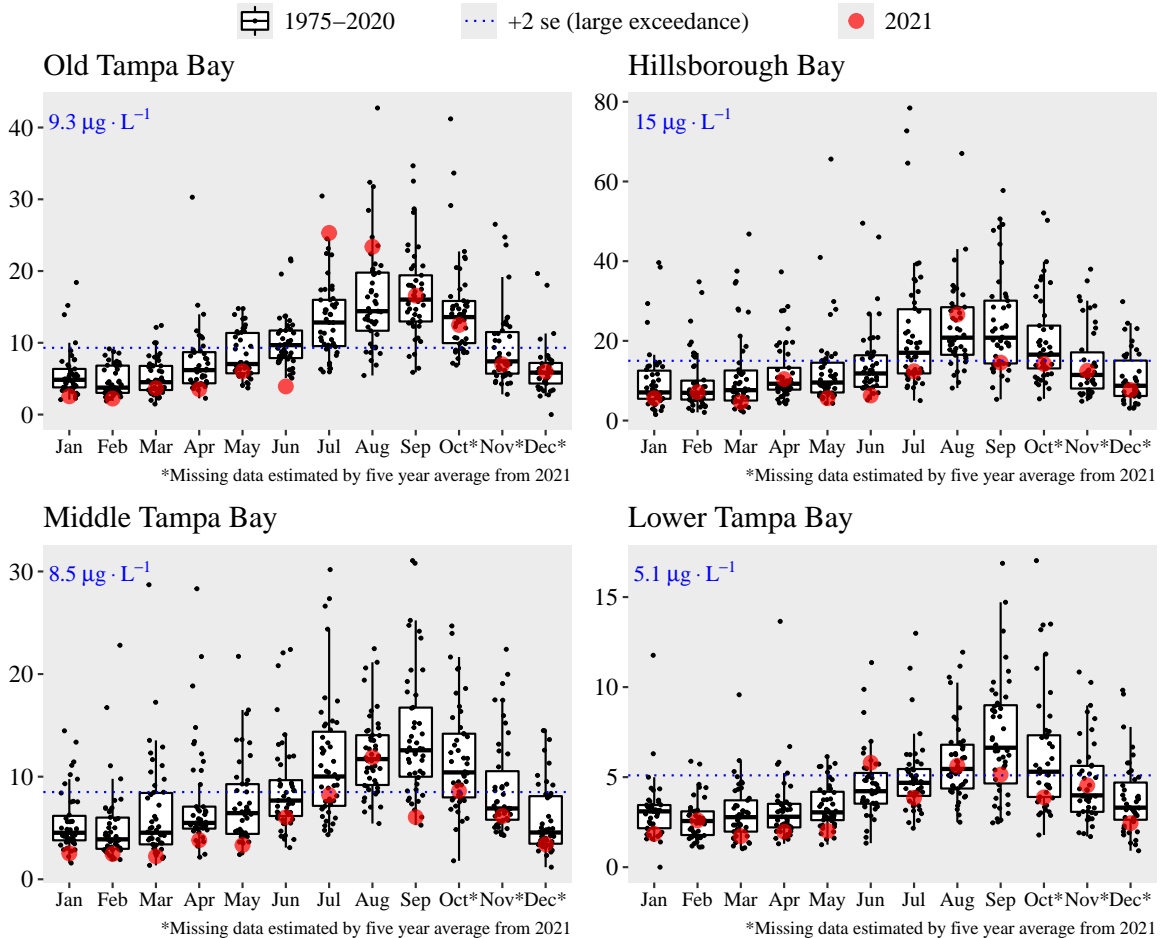 1975−2020 +2 se (large exceedance) 2021
Old Tampa Bay
9.3 μg · L⁻¹
40
30
20
10
0
Jan Feb Mar Apr May Jun Jul Aug Sep Oct* Nov* Dec*
*Missing data estimated by five year average from 2021
Hillsborough Bay
15 μg · L⁻¹
80
60
40
20
0
Jan Feb Mar Apr May Jun Jul Aug Sep Oct* Nov* Dec*
*Missing data estimated by five year average from 2021
Middle Tampa Bay
8.5 μg · L⁻¹
30
20
10
0
Jan Feb Mar Apr May Jun Jul Aug Sep Oct* Nov* Dec*
*Missing data estimated by five year average from 2021
Lower Tampa Bay
5.1 μg · L⁻¹
15
10
5
0
Jan Feb Mar Apr May Jun Jul Aug Sep Oct* Nov* Dec*
*Missing data estimated by five year average from 2021